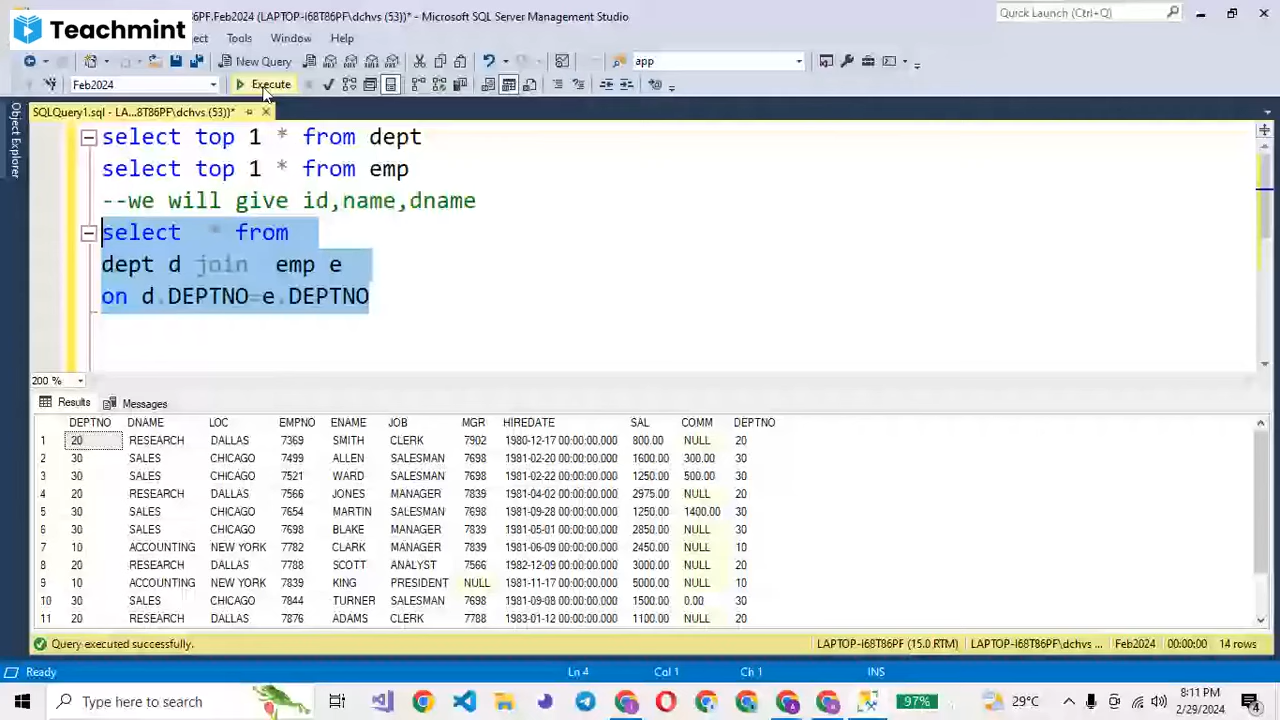 Teachmint
PF.Feb2024 (LAPTOP-I68T86PF\dchvs (53))* - Microsoft SQL Server Management Studio
Quick Launch (Ctrl+Q)
Tools Window Help
New Query
app
Feb2024
Execute
Object Explorer
SQLQuery1.sql - LA...8T86PF\dchvs (53))*
select top 1 * from dept
select top 1 * from emp
--we will give id,name,dname
select * from
dept d join emp e
on d.DEPTNO=e.DEPTNO
200 %
Results Messages
DEPTNO DNAME LOC EMPNO ENAME JOB MGR HIREDATE SAL COMM DEPTNO
1 20 RESEARCH DALLAS 7369 SMITH CLERK 7902 1980-12-17 00:00:00.000 800.00 NULL 20
2 30 SALES CHICAGO 7499 ALLEN SALESMAN 7698 1981-02-20 00:00:00.000 1600.00 300.00 30
3 30 SALES CHICAGO 7521 WARD SALESMAN 7698 1981-02-22 00:00:00.000 1250.00 500.00 30
4 20 RESEARCH DALLAS 7566 JONES MANAGER 7839 1981-04-02 00:00:00.000 2975.00 NULL 20
5 30 SALES CHICAGO 7654 MARTIN SALESMAN 7698 1981-09-28 00:00:00.000 1250.00 1400.00 30
6 30 SALES CHICAGO 7698 BLAKE MANAGER 7839 1981-05-01 00:00:00.000 2850.00 NULL 30
7 10 ACCOUNTING NEW YORK 7782 CLARK MANAGER 7839 1981-06-09 00:00:00.000 2450.00 NULL 10
8 20 RESEARCH DALLAS 7788 SCOTT ANALYST 7566 1982-12-09 00:00:00.000 3000.00 NULL 20
9 10 ACCOUNTING NEW YORK 7839 KING PRESIDENT NULL 1981-11-17 00:00:00.000 5000.00 NULL 10
10 30 SALES CHICAGO 7844 TURNER SALESMAN 7698 1981-09-08 00:00:00.000 1500.00 0.00 30
11 20 RESEARCH DALLAS 7876 ADAMS CLERK 7788 1983-01-12 00:00:00.000 1100.00 NULL 20
Query executed successfully. LAPTOP-I68T86PF (15.0 RTM) LAPTOP-I68T86PF\dchvs ... Feb2024 00:00:00 14 rows
Ready Ln 4 Col 1 Ch 1 INS
Type here to search
97%
29°C
8:11 PM
2/29/2024
4